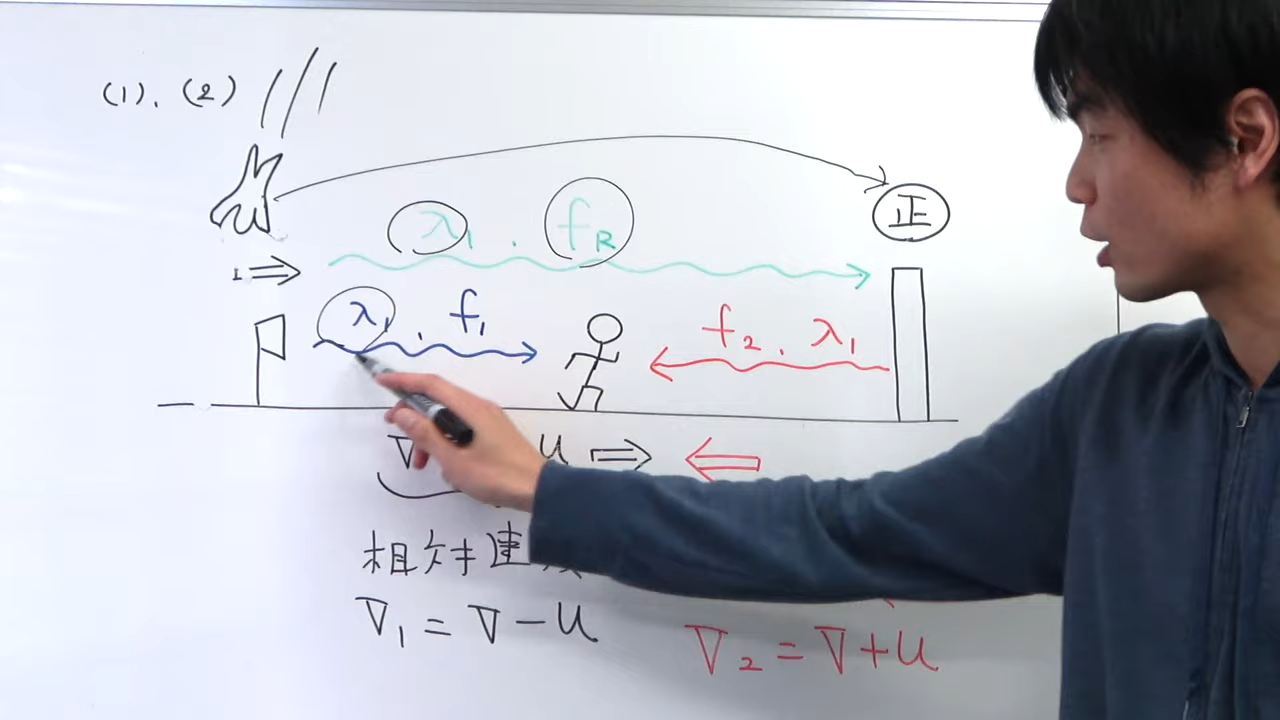 (1)、(2)
λ1 . fR
正
λ1 . f1
f2 . λ1
V
u
相対速
V1 = V − u
V2 = V + u